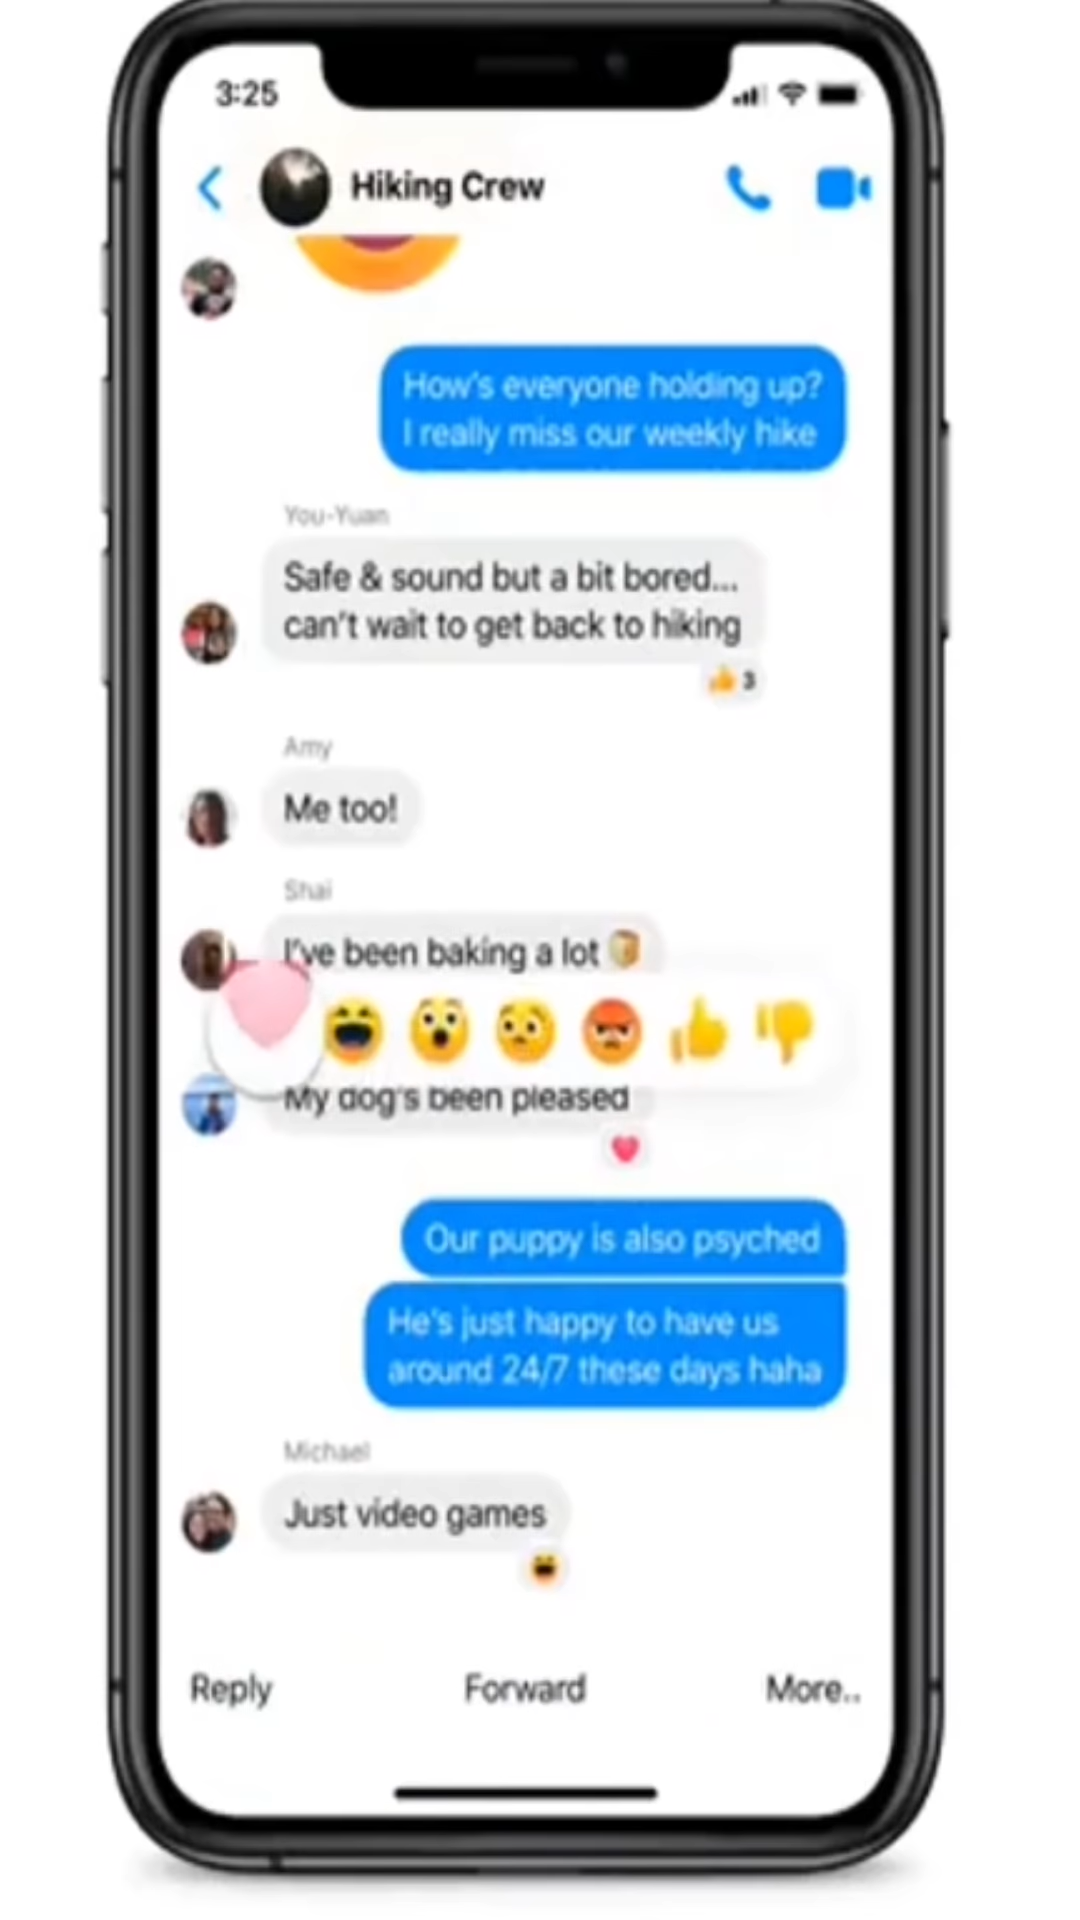 3:25
Hiking Crew
How's everyone holding up?
I really miss our weekly hike
You-Yuan
Safe & sound but a bit bored...
can't wait to get back to hiking
3
Amy
Me too!
Shai
I've been baking a lot
My dog's been pleased
Our puppy is also psyched
He's just happy to have us
around 24/7 these days haha
Michael
Just video games
Reply Forward More..